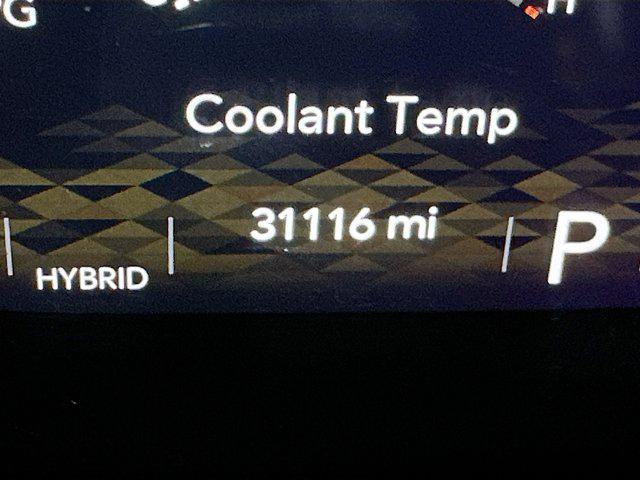 H
Coolant Temp
31116 mi
P
HYBRID